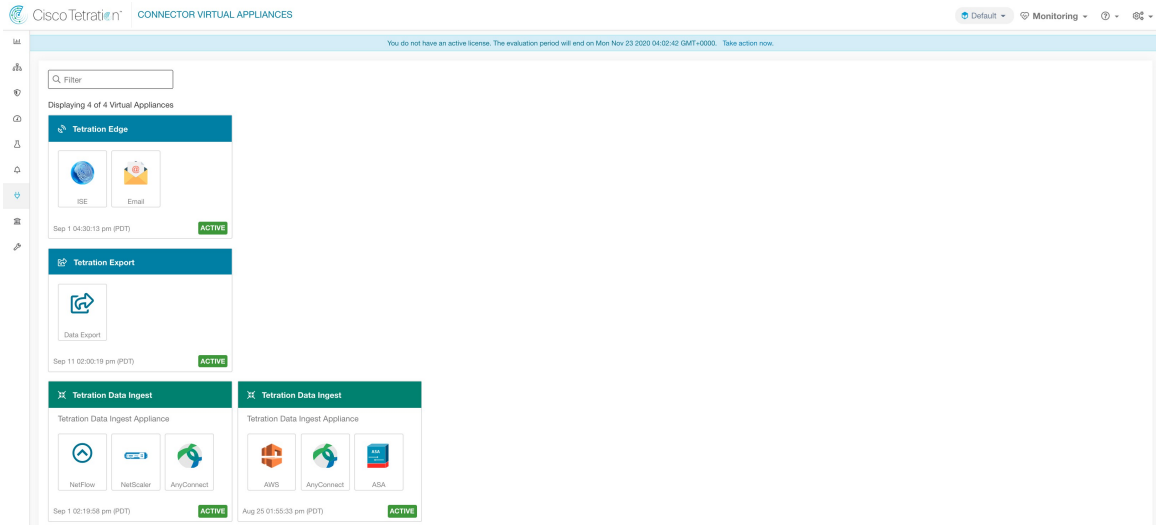 Cisco Tetration™ CONNECTOR VIRTUAL APPLIANCES Default Monitoring
You do not have an active license. The evaluation period will end on Mon Nov 23 2020 04:02:42 GMT+0000. Take action now.
Filter
Displaying 4 of 4 Virtual Appliances
Tetration Edge
ISE Email
Sep 1 04:30:13 pm (PDT) ACTIVE
Tetration Export
Data Export
Sep 11 02:00:19 pm (PDT) ACTIVE
Tetration Data Ingest
Tetration Data Ingest Appliance
NetFlow NetScaler AnyConnect
Sep 1 02:19:58 pm (PDT) ACTIVE
Tetration Data Ingest
Tetration Data Ingest Appliance
ASA
AWS AnyConnect ASA
Aug 25 01:55:33 pm (PDT) ACTIVE